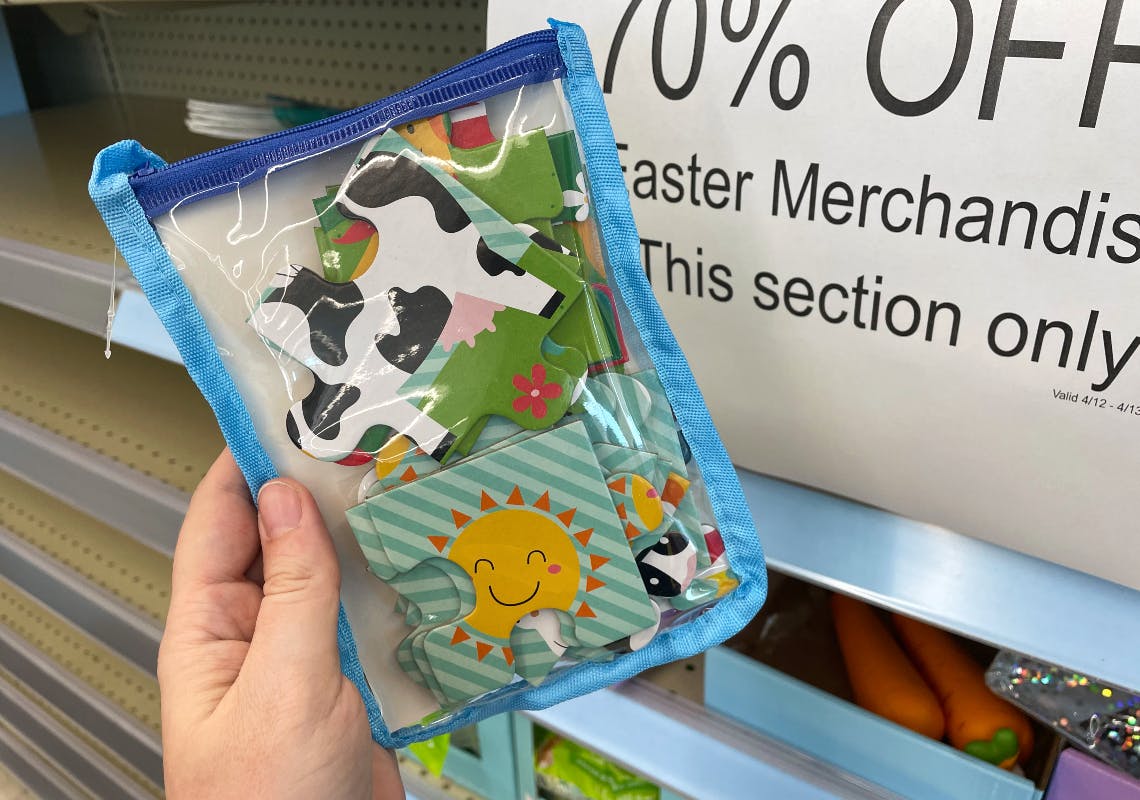 70% OFF
Easter Merchandis
This section only
Valid 4/12 - 4/13